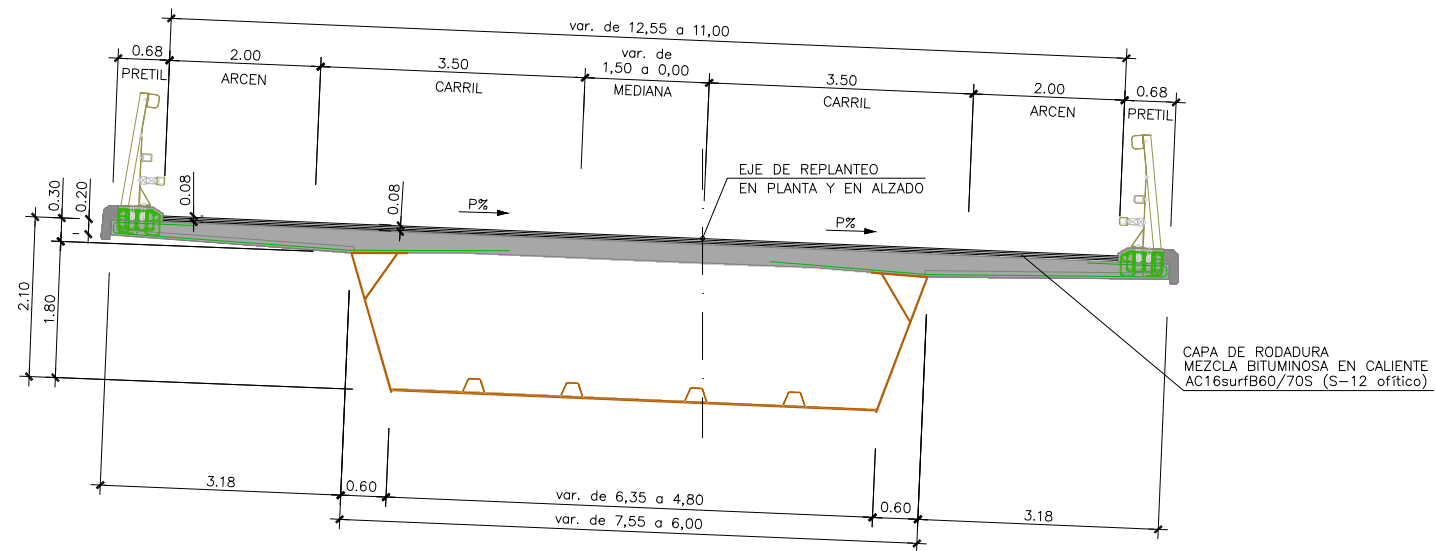 var. de 12,55 a 11,00
0.68
2.00
3.50
var. de
1,50 a 0,00
3.50
2.00
0.68
PRETIL
ARCEN
CARRIL
MEDIANA
CARRIL
ARCEN
PRETIL
EJE DE REPLANTEO
EN PLANTA Y EN ALZADO
0.30
0.20
0.08
0.08
P%
P%
2.10
1.80
CAPA DE RODADURA
MEZCLA BITUMINOSA EN CALIENTE
AC16surfB60/70S (S-12 ofítico)
3.18
0.60
var. de 6,35 a 4,80
0.60
3.18
var. de 7,55 a 6,00